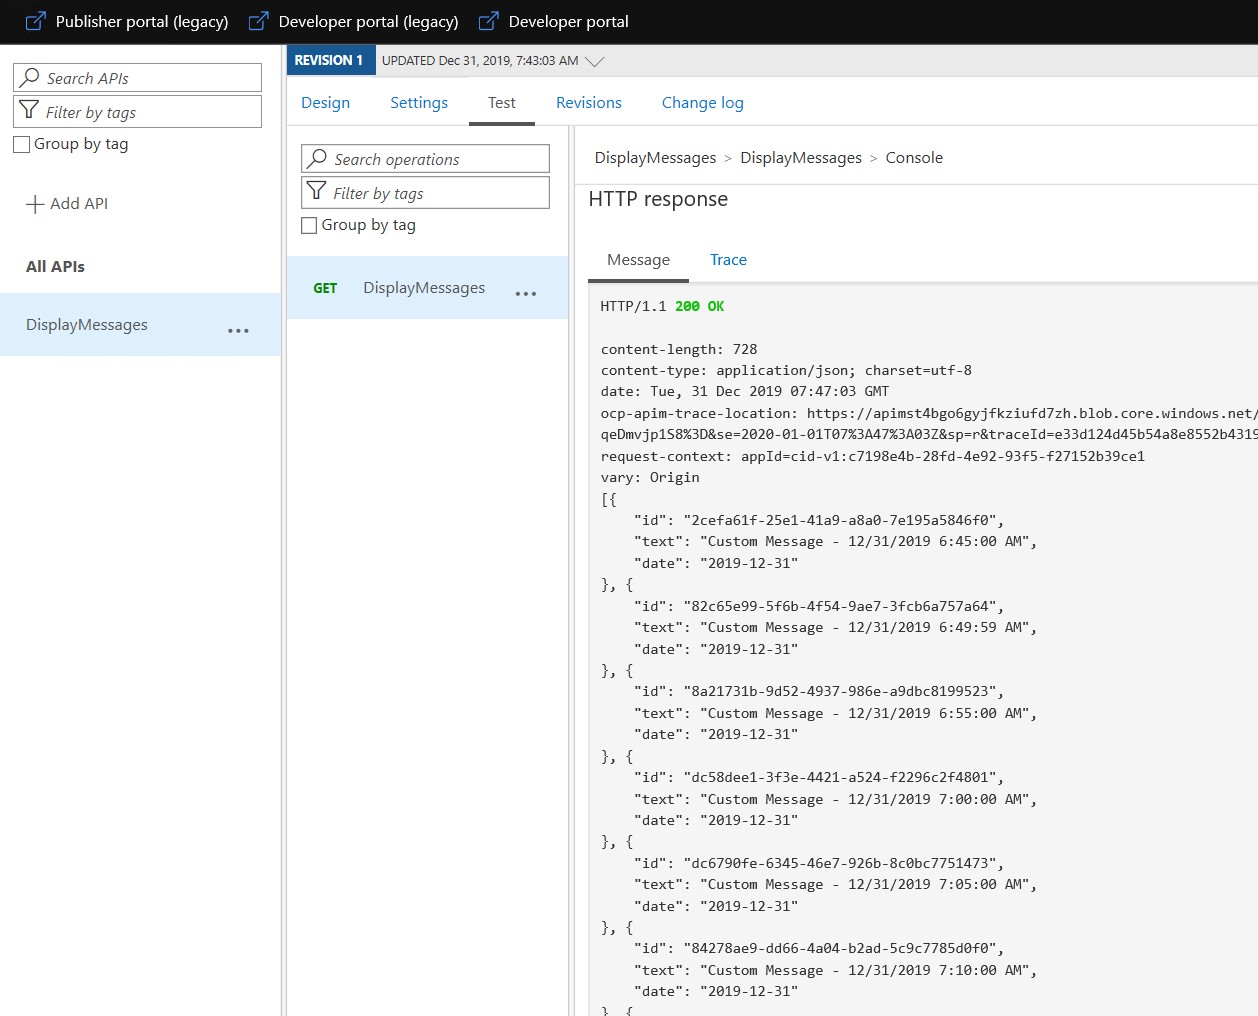 Publisher portal (legacy) Developer portal (legacy) Developer portal
Search APIs
Filter by tags
Group by tag
Add API
All APIs
DisplayMessages ...
REVISION 1 UPDATED Dec 31, 2019, 7:43:03 AM
Design Settings Test Revisions Change log
Search operations
Filter by tags
Group by tag
GET DisplayMessages ...
DisplayMessages > DisplayMessages > Console
HTTP response
Message Trace
HTTP/1.1 200 OK
content-length: 728
content-type: application/json; charset=utf-8
date: Tue, 31 Dec 2019 07:47:03 GMT
ocp-apim-trace-location: https://apimst4bgo6gyjfkziufd7zh.blob.core.windows.net/
qeDmvjp1S8%3D&se=2020-01-01T07%3A47%3A03Z&sp=r&traceId=e33d124d45b54a8e8552b4319
request-context: appId=cid-v1:c7198e4b-28fd-4e92-93f5-f27152b39ce1
vary: Origin
[{
"id": "2cefa61f-25e1-41a9-a8a0-7e195a5846f0",
"text": "Custom Message - 12/31/2019 6:45:00 AM",
"date": "2019-12-31"
}, {
"id": "82c65e99-5f6b-4f54-9ae7-3fcb6a757a64",
"text": "Custom Message - 12/31/2019 6:49:59 AM",
"date": "2019-12-31"
}, {
"id": "8a21731b-9d52-4937-986e-a9dbc8199523",
"text": "Custom Message - 12/31/2019 6:55:00 AM",
"date": "2019-12-31"
}, {
"id": "dc58dee1-3f3e-4421-a524-f2296c2f4801",
"text": "Custom Message - 12/31/2019 7:00:00 AM",
"date": "2019-12-31"
}, {
"id": "dc6790fe-6345-46e7-926b-8c0bc7751473",
"text": "Custom Message - 12/31/2019 7:05:00 AM",
"date": "2019-12-31"
}, {
"id": "84278ae9-dd66-4a04-b2ad-5c9c7785d0f0",
"text": "Custom Message - 12/31/2019 7:10:00 AM",
"date": "2019-12-31"
}, {